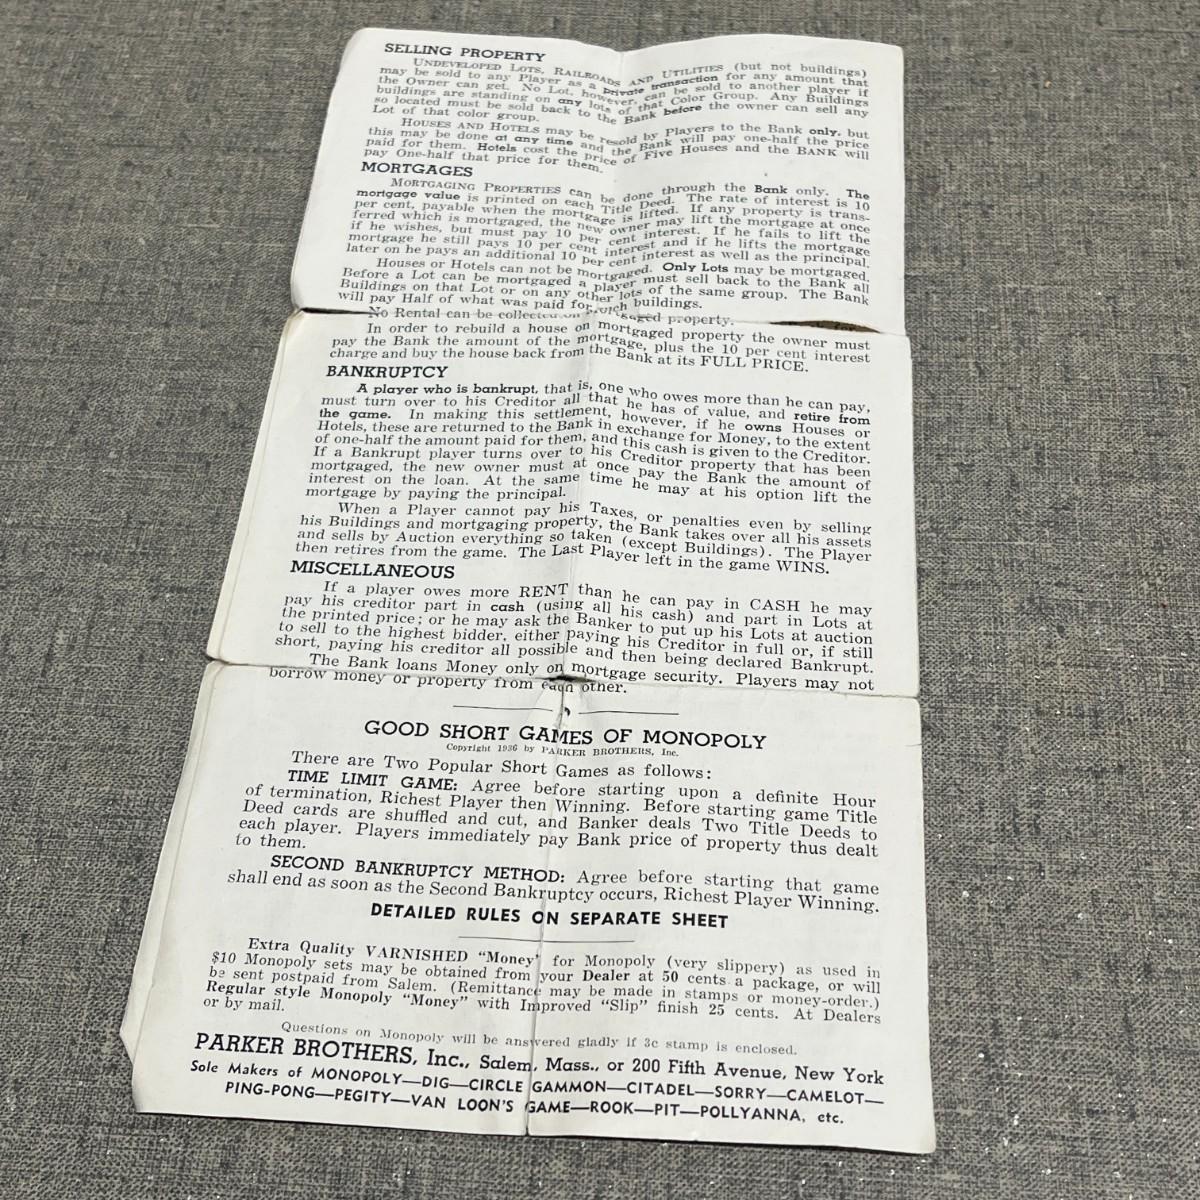 SELLING PROPERTY
UNDEVELOPED LOTS, RAILROADS AND UTILITIES (but not buildings)
may be sold to any Player as a private transaction for any amount that
the Owner can get. No Lot, however, can be sold to another player if
buildings are standing on any lots of that Color Group. Any Buildings
so located must be sold back to the Bank before the owner can sell any
Lot of that color group.
HOUSES AND HOTELS may be resold by Players to the Bank only, but
this may be done at any time and the Bank will pay one-half the price
paid for them. Hotels cost the price of Five Houses and the BANK will
pay One-half that price for them.
MORTGAGES
MORTGAGING PROPERTIES can be done through the Bank only. The
mortgage value is printed on each Title Deed. The rate of interest is 10
per cent, payable when the mortgage is lifted. If any property is trans-
ferred which is mortgaged, the new owner may lift the mortgage at once
if he wishes, but must pay 10 per cent interest. If he fails to lift the
mortgage he still pays 10 per cent interest and if he lifts the mortgage
later on he pays an additional 10 per cent interest as well as the principal.
Houses or Hotels can not be mortgaged. Only Lots may be mortgaged.
Before a Lot can be mortgaged a player must sell back to the Bank all
Buildings on that Lot or on any other lots of the same group. The Bank
will pay Half of what was paid for such buildings.
No Rental can be collected on property.
In order to rebuild a house on mortgaged property the owner must
pay the Bank the amount of the mortgage, plus the 10 per cent interest
charge and buy the house back from the Bank at its FULL PRICE.
BANKRUPTCY
A player who is bankrupt, that is, one who owes more than he can pay,
must turn over to his Creditor all that he has of value, and retire from
the game. In making this settlement, however, if he owns Houses or
Hotels, these are returned to the Bank in exchange for Money, to the extent
of one-half the amount paid for them, and this cash is given to the Creditor.
If a Bankrupt player turns over to his Creditor property that has been
mortgaged, the new owner must at once pay the Bank the amount of
interest on the loan. At the same time he may at his option lift the
mortgage by paying the principal.
When a Player cannot pay his Taxes, or penalties even by selling
his Buildings and mortgaging property, the Bank takes over all his assets
and sells by Auction everything so taken (except Buildings). The Player
then retires from the game. The Last Player left in the game WINS.
MISCELLANEOUS
If a player owes more RENT than he can pay in CASH he may
pay his creditor part in cash (using all his cash) and part in Lots at
the printed price; or he may ask the Banker to put up his Lots at auction
to sell to the highest bidder, either paying his Creditor in full or, if still
short, paying his creditor all possible and then being declared Bankrupt.
The Bank loans Money only on mortgage security. Players may not
borrow money or property from each other.
GOOD SHORT GAMES OF MONOPOLY
Copyright 1936 by PARKER BROTHERS, Inc.
There are Two Popular Short Games as follows:
TIME LIMIT GAME: Agree before starting upon a definite Hour
of termination, Richest Player then Winning. Before starting game Title
Deed cards are shuffled and cut, and Banker deals Two Title Deeds to
each player. Players immediately pay Bank price of property thus dealt
to them.
SECOND BANKRUPTCY METHOD: Agree before starting that game
shall end as soon as the Second Bankruptcy occurs, Richest Player Winning.
DETAILED RULES ON SEPARATE SHEET
Extra Quality VARNISHED "Money" for Monopoly (very slippery) as used in
$10 Monopoly sets may be obtained from your Dealer at 50 cents a package, or will
be sent postpaid from Salem. (Remittance may be made in stamps or money-order.)
Regular style Monopoly "Money" with Improved "Slip" finish 25 cents. At Dealers
or by mail.
Questions on Monopoly will be answered gladly if 3c stamp is enclosed.
PARKER BROTHERS, Inc., Salem, Mass., or 200 Fifth Avenue, New York
Sole Makers of MONOPOLY—DIG—CIRCLE GAMMON—CITADEL—SORRY—CAMELOT—
PING-PONG—PEGITY—VAN LOON'S GAME—ROOK—PIT—POLLYANNA, etc.